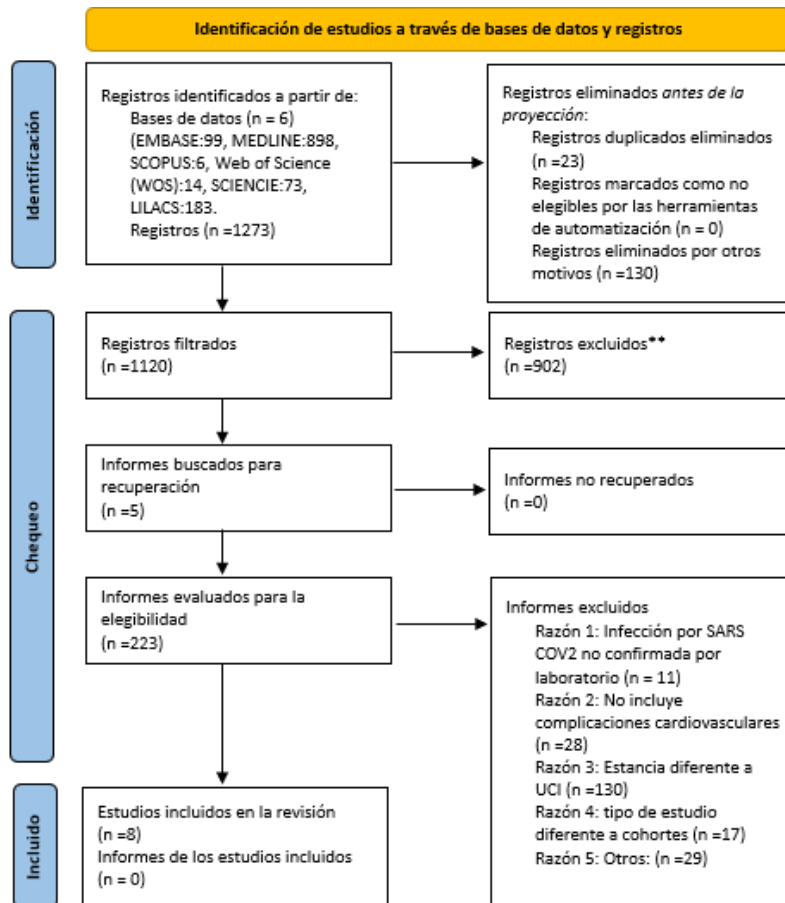 Identificación de estudios a través de bases de datos y registros
Identificación
Registros identificados a partir de:
Bases de datos (n = 6)
(EMBASE:99, MEDLINE:898,
SCOPUS:6, Web of Science
(WOS):14, SCIENCIE:73,
LILACS:183.
Registros (n =1273)
Registros eliminados antes de la
proyección:
Registros duplicados eliminados
(n =23)
Registros marcados como no
elegibles por las herramientas
de automatización (n = 0)
Registros eliminados por otros
motivos (n =130)
Chequeo
Registros filtrados
(n =1120)
Registros excluidos**
(n =902)
Informes buscados para
recuperación
(n =5)
Informes no recuperados
(n =0)
Informes evaluados para la
elegibilidad
(n =223)
Informes excluidos
Razón 1: Infección por SARS
COV2 no confirmada por
laboratorio (n = 11)
Razón 2: No incluye
complicaciones cardiovasculares
(n =28)
Razón 3: Estancia diferente a
UCI (n =130)
Razón 4: tipo de estudio
diferente a cohortes (n =17)
Razón 5: Otros: (n =29)
Incluido
Estudios incluidos en la revisión
(n =8)
Informes de los estudios incluidos
(n = 0)